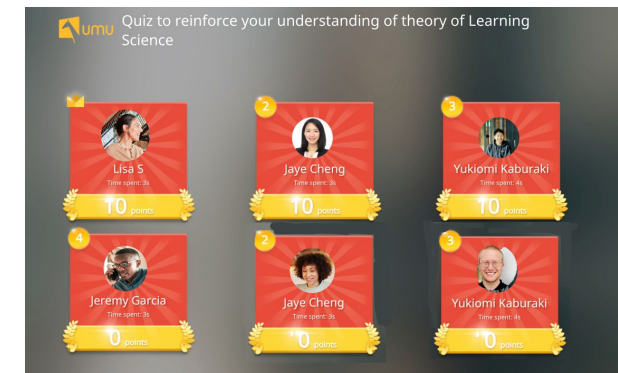 umu
Quiz to reinforce your understanding of theory of Learning
Science
2
3
Lisa S
Jaye Cheng
Yukiomi Kaburaki
Time spent: 3s
Time spent: 3s
Time spent: 4s
10 points
10 points
10 points
4
2
3
Jeremy Garcia
Jaye Cheng
Yukiomi Kaburaki
Time spent: 3s
Time spent: 3s
Time spent: 4s
0 points
0 points
0 points